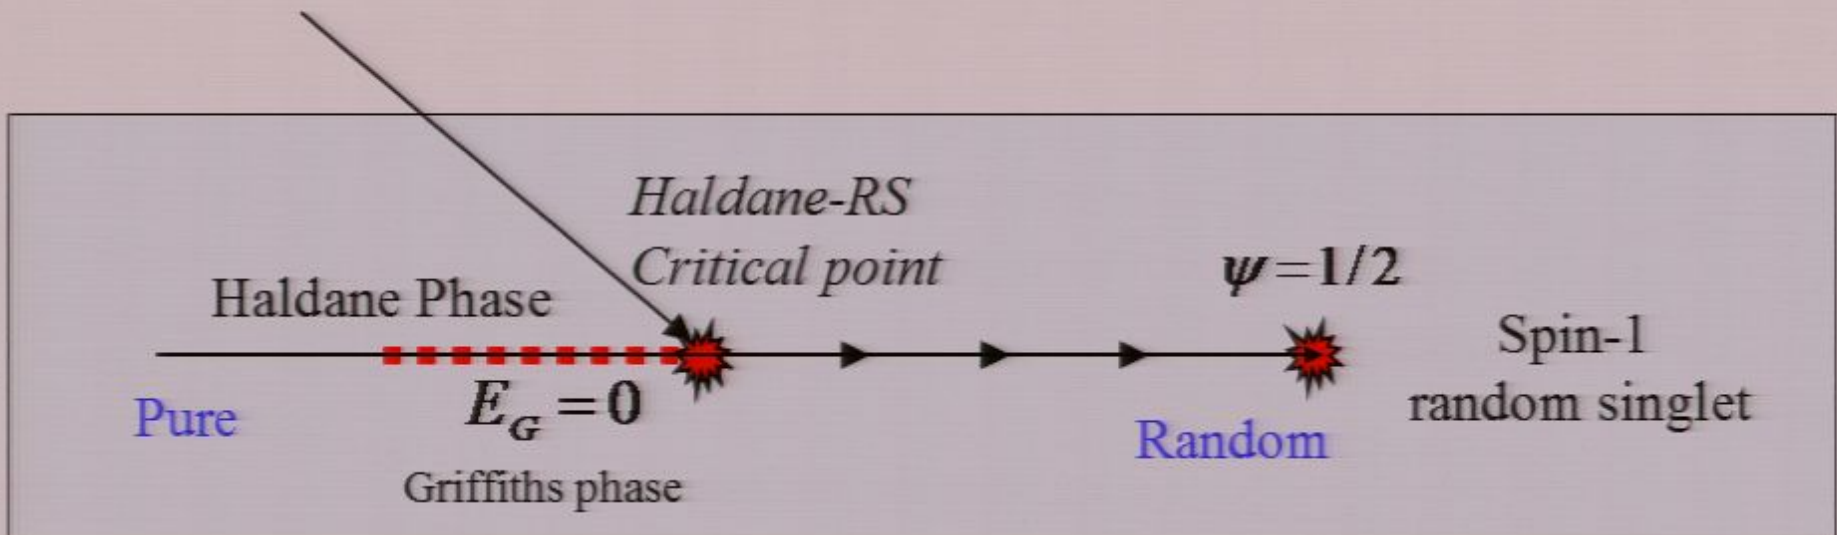 Haldane-RS
Critical point
ψ=1/2
Haldane Phase
Spin-1
random singlet
E_G=0
Pure
Random
Griffiths phase